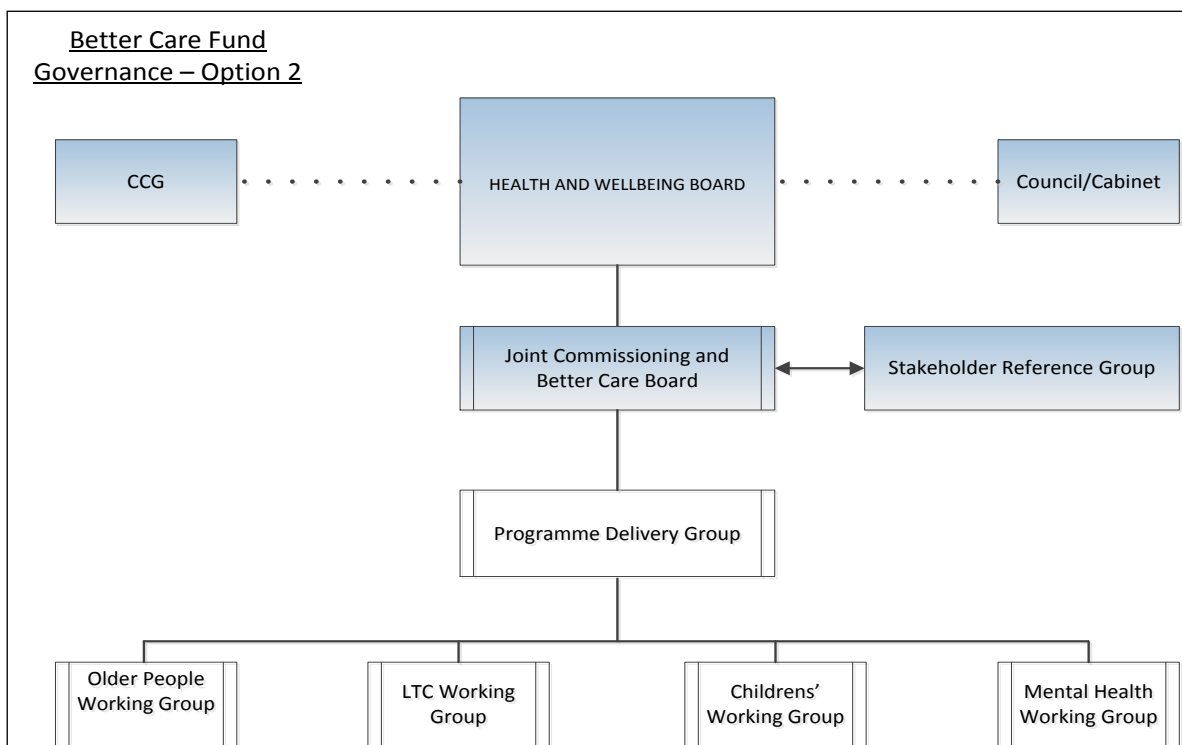 Better Care Fund
Governance – Option 2
CCG
HEALTH AND WELLBEING BOARD
Council/Cabinet
Joint Commissioning and
Better Care Board
Stakeholder Reference Group
Programme Delivery Group
Older People
Working Group
LTC Working
Group
Childrens’
Working Group
Mental Health
Working Group